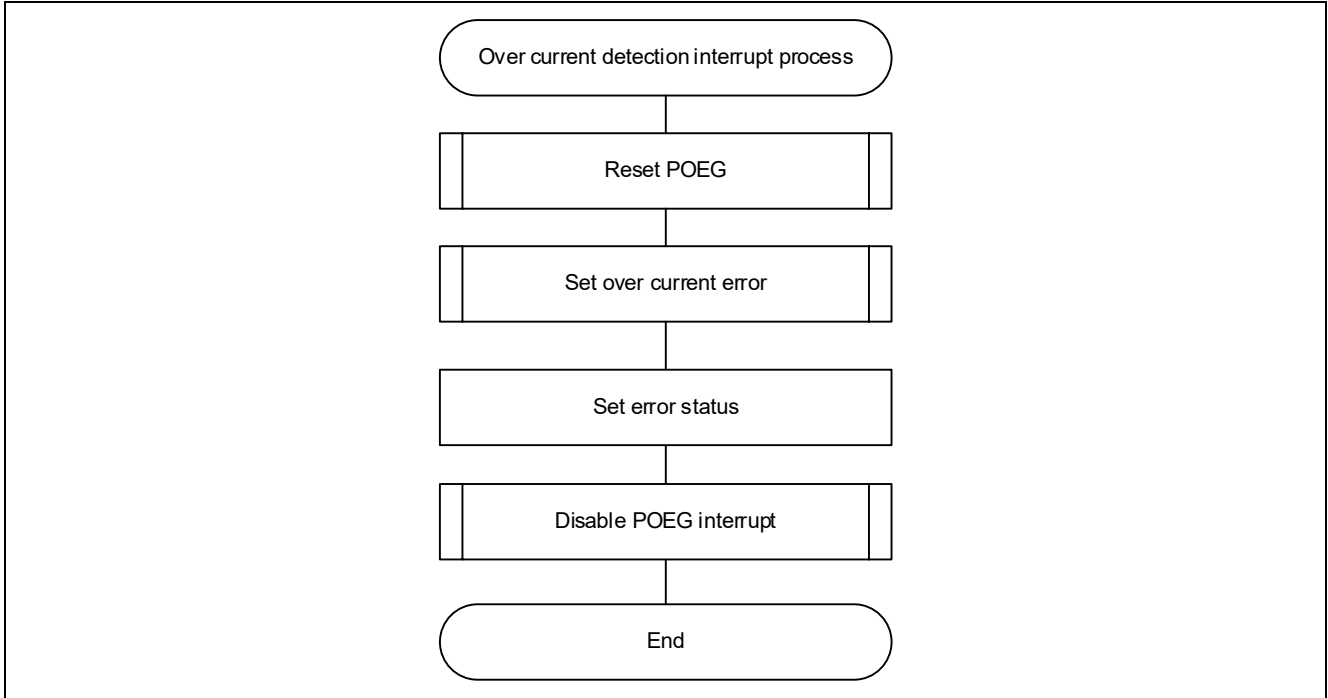 Over current detection interrupt process
Reset POEG
Set over current error
Set error status
Disable POEG interrupt
End